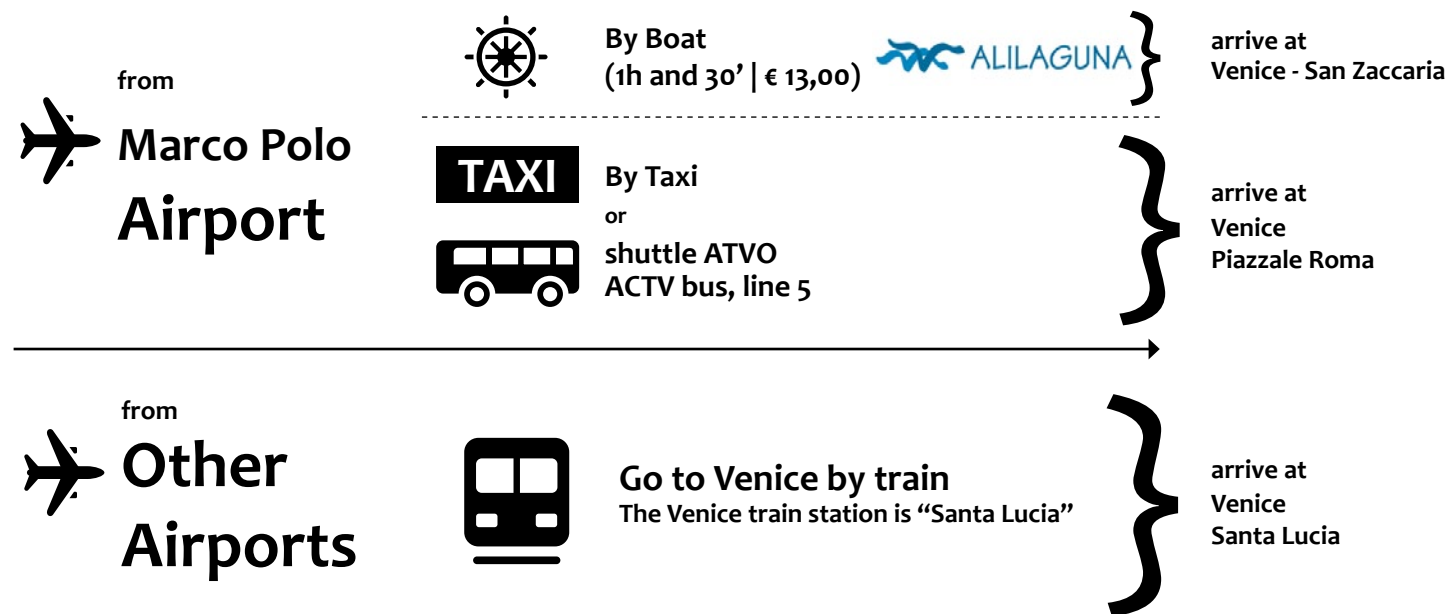 from
Marco Polo
Airport
By Boat
(1h and 30’ | € 13,00)
ALILAGUNA
arrive at
Venice - San Zaccaria
TAXI
By Taxi
or
shuttle ATVO
ACTV bus, line 5
arrive at
Venice
Piazzale Roma
from
Other
Airports
Go to Venice by train
The Venice train station is “Santa Lucia”
arrive at
Venice
Santa Lucia